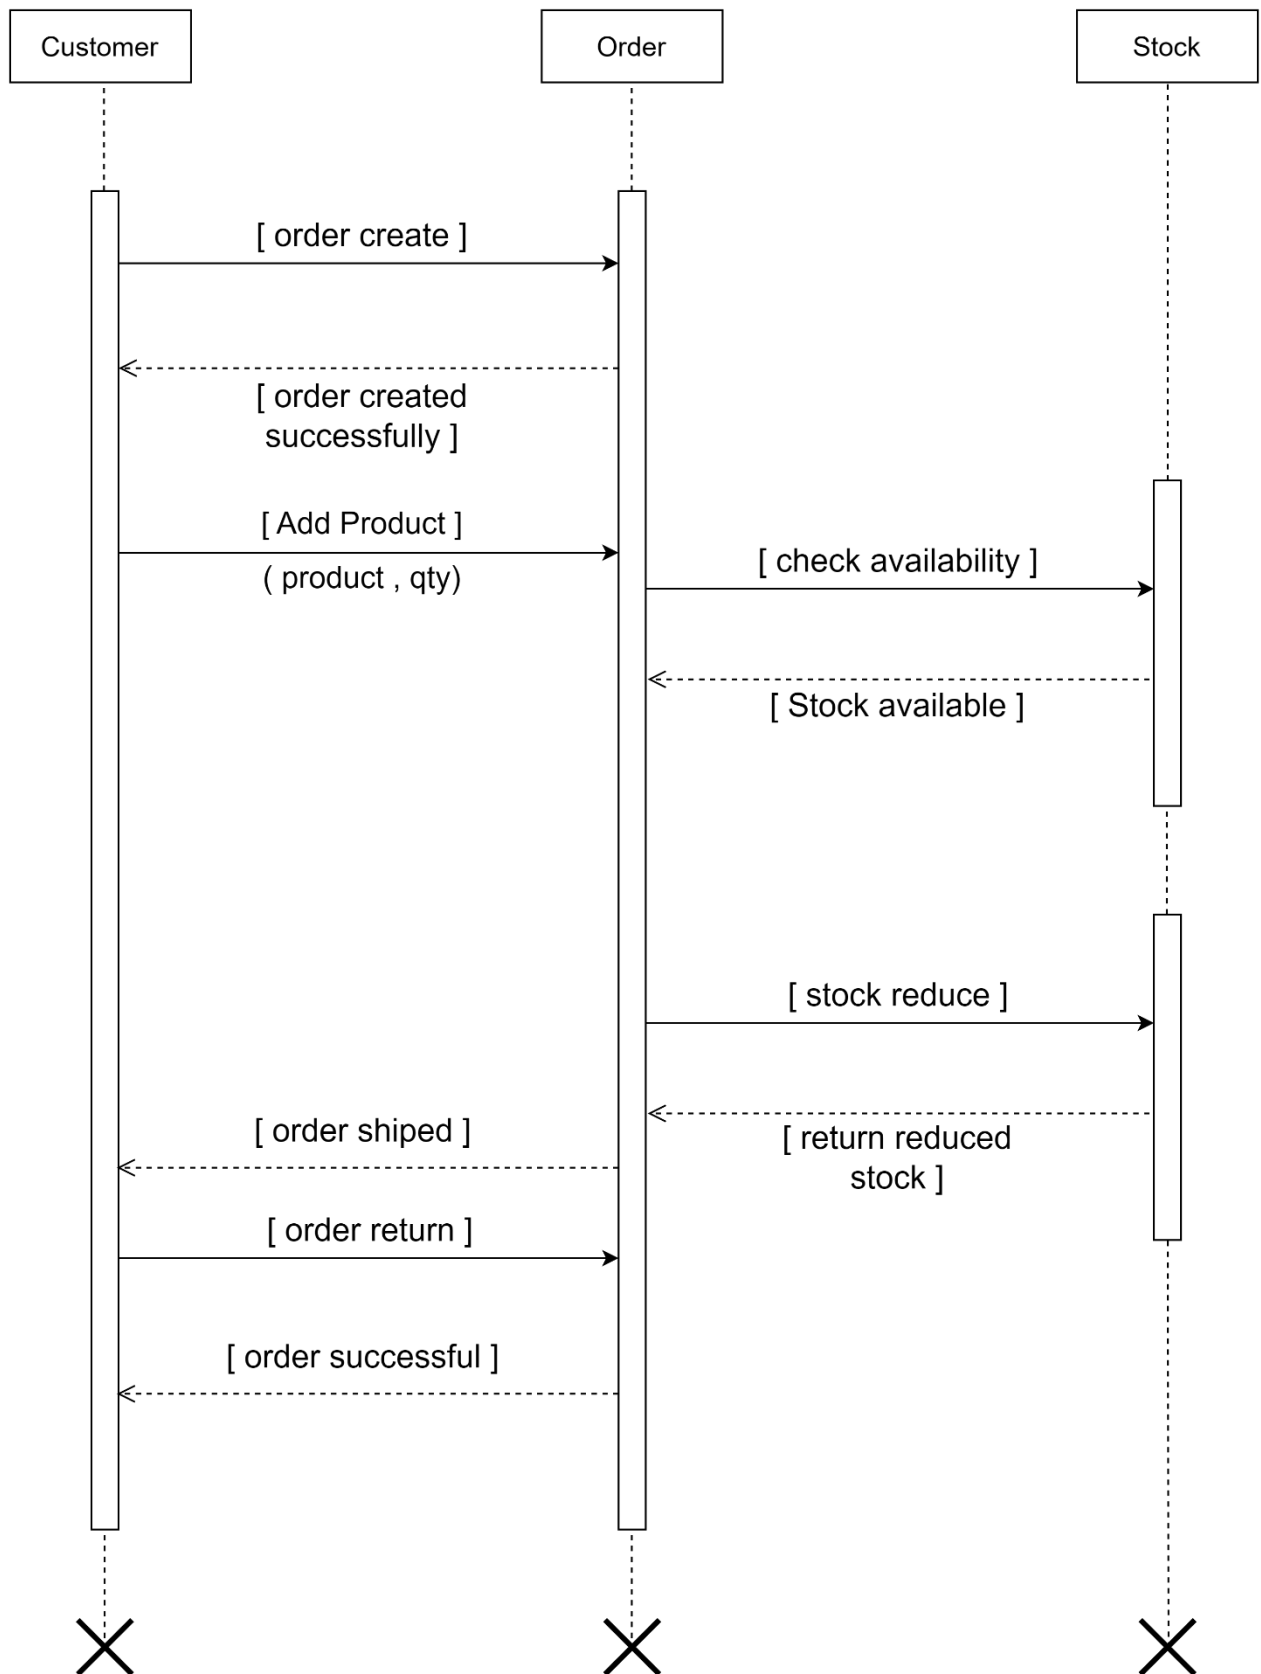 Customer
Order
Stock
[ order create ]
[ order created
successfully ]
[ Add Product ]
( product , qty)
[ check availability ]
[ Stock available ]
[ stock reduce ]
[ order shiped ]
[ return reduced
stock ]
[ order return ]
[ order successful ]